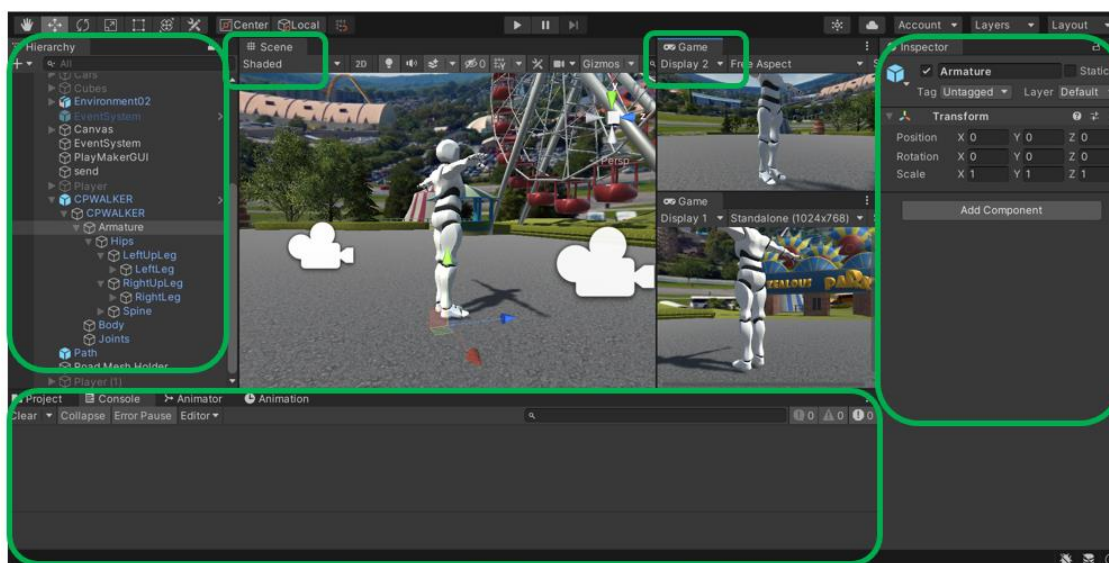 Center Local
Account Layers Layout
Hierarchy
All
Cars
Cubes
Environment02
EventSystem
Canvas
EventSystem
PlayMakerGUI
send
Player
CPWALKER
CPWALKER
Armature
Hips
LeftUpLeg
LeftLeg
RightUpLeg
RightLeg
Spine
Body
Joints
Path
Road Mesh Holder
Player (1)
Scene
Shaded 2D 0 Gizmos
Persp
Game
Display 2 Free Aspect
Game
Display 1 Standalone (1024x768)
ZEALOUS PARK
Inspector
Armature Static
Tag Untagged Layer Default
Transform
Position X 0 Y 0 Z 0
Rotation X 0 Y 0 Z 0
Scale X 1 Y 1 Z 1
Add Component
Project Console Animator Animation
Clear Collapse Error Pause Editor 0 0 0